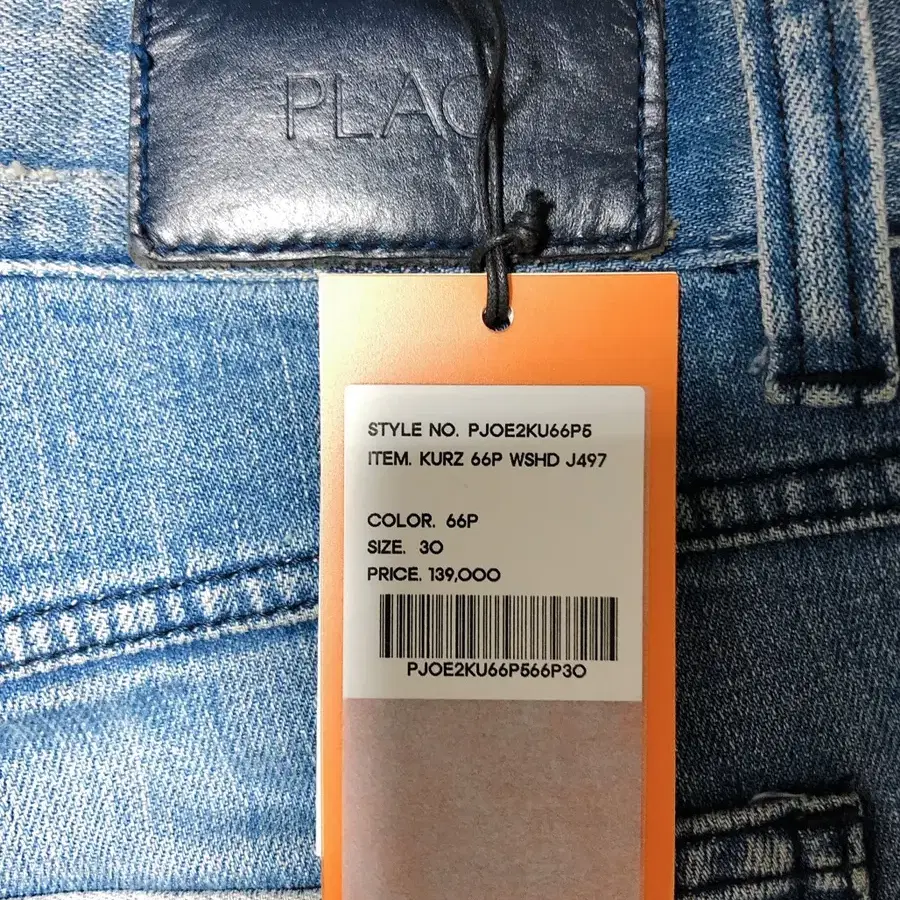 PLAC
STYLE NO. PJOE2KU66P5
ITEM. KURZ 66P WSHD J497
COLOR. 66P
SIZE. 30
PRICE. 139,000
PJOE2KU66P566P30